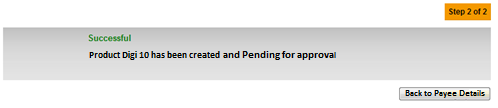 Step 2 of 2
Successful
Product Digi 10 has been created and Pending for approval
Back to Payee Details